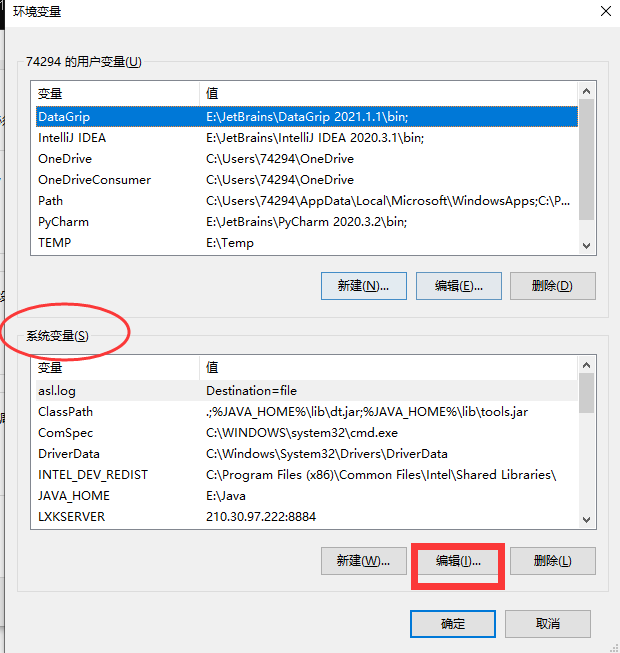 环境变量
74294 的用户变量(U)
变量 值
DataGrip E:\JetBrains\DataGrip 2021.1.1\bin;
IntelliJ IDEA E:\JetBrains\IntelliJ IDEA 2020.3.1\bin;
OneDrive C:\Users\74294\OneDrive
OneDriveConsumer C:\Users\74294\OneDrive
Path C:\Users\74294\AppData\Local\Microsoft\WindowsApps;C:\P...
PyCharm E:\JetBrains\PyCharm 2020.3.2\bin;
TEMP E:\Temp
新建(N)... 编辑(E)... 删除(D)
系统变量(S)
变量 值
asl.log Destination=file
ClassPath .;%JAVA_HOME%\lib\dt.jar;%JAVA_HOME%\lib\tools.jar
ComSpec C:\WINDOWS\system32\cmd.exe
DriverData C:\Windows\System32\Drivers\DriverData
INTEL_DEV_REDIST C:\Program Files (x86)\Common Files\Intel\Shared Libraries\
JAVA_HOME E:\Java
LXKSERVER 210.30.97.222:8884
新建(W)... 编辑(I)... 删除(L)
确定 取消